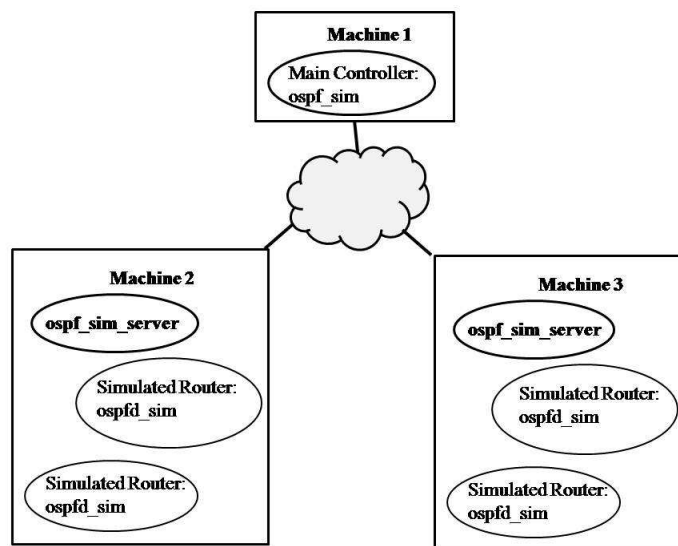 Machine 1
Main Controller:
ospf_sim
Machine 2
ospf_sim_server
Simulated Router:
ospfd_sim
Simulated Router:
ospfd_sim
Machine 3
ospf_sim_server
Simulated Router:
ospfd_sim
Simulated Router:
ospfd_sim